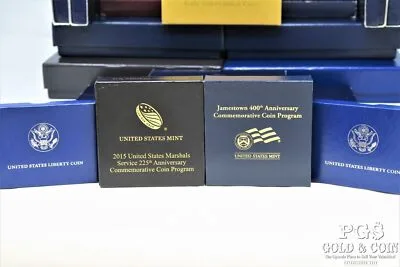 UNITED STATES LIBERTY COIN
UNITED STATES MINT
2015 United States Marshals
Service 225th Anniversary
Commemorative Coin Program
Jamestown 400th Anniversary
Commemorative Coin Program
UNITED STATES MINT
UNITED STATES LIBERTY COIN
PG$
GOLD & COIN